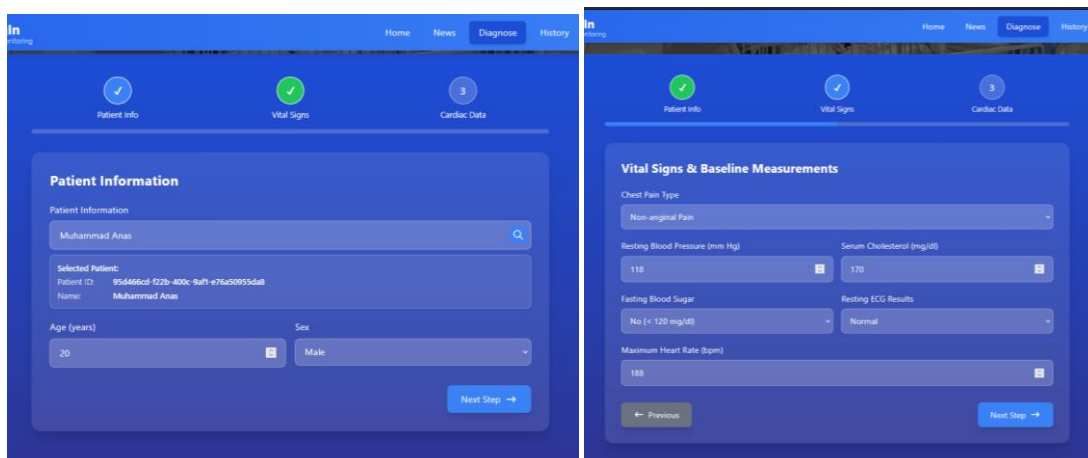 In
Home News Diagnose History
✓ ✓ 3
Patient Info Vital Signs Cardiac Data
Patient Information
Patient Information
Muhammad Anas
Selected Patient:
Patient ID: 95d466cd-f22b-400c-9af1-e76a50955da8
Name: Muhammad Anas
Age (years) Sex
20 Male
Next Step →
In
Home News Diagnose History
✓ ✓ 3
Patient Info Vital Signs Cardiac Data
Vital Signs & Baseline Measurements
Chest Pain Type
Non-anginal Pain
Resting Blood Pressure (mm Hg) Serum Cholesterol (mg/dl)
118 170
Fasting Blood Sugar Resting ECG Results
No (< 120 mg/dl) Normal
Maximum Heart Rate (bpm)
188
← Previous Next Step →